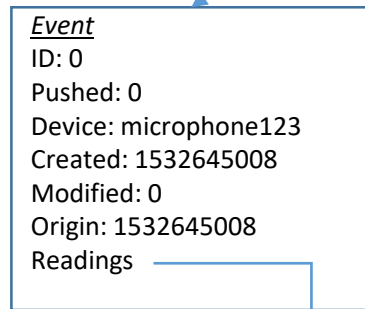 Event
ID: 0
Pushed: 0
Device: microphone123
Created: 1532645008
Modified: 0
Origin: 1532645008
Readings